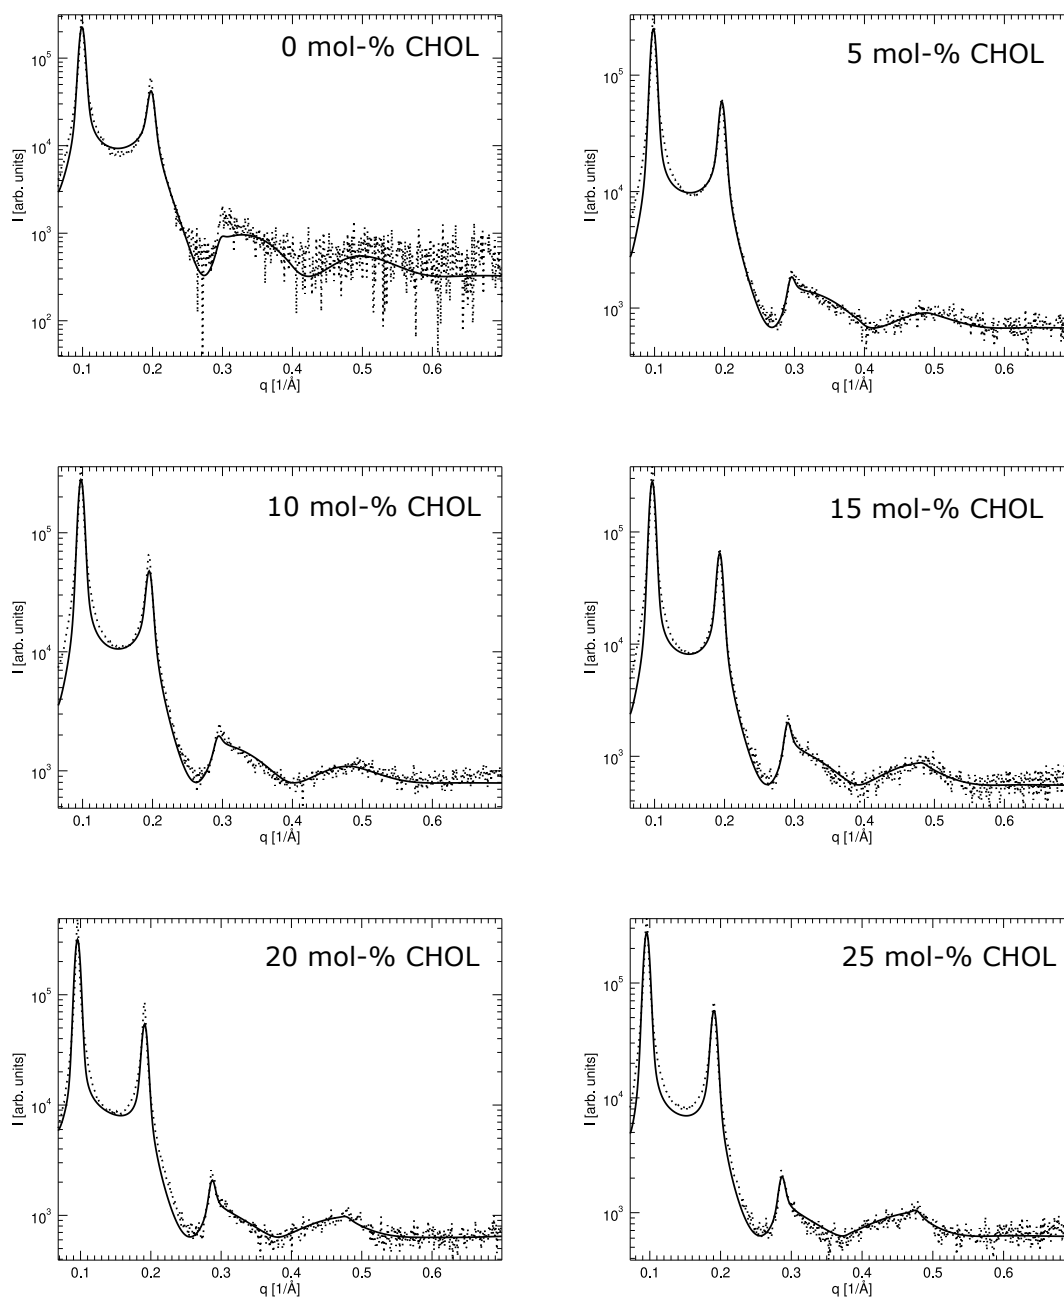 0 mol-% CHOL
10⁵
10⁴
10³
10²
I [arb. units]
0.1 0.2 0.3 0.4 0.5 0.6
q [1/Å]
5 mol-% CHOL
10⁵
10⁴
10³
I [arb. units]
0.1 0.2 0.3 0.4 0.5 0.6
q [1/Å]
10 mol-% CHOL
10⁵
10⁴
10³
I [arb. units]
0.1 0.2 0.3 0.4 0.5 0.6
q [1/Å]
15 mol-% CHOL
10⁵
10⁴
10³
I [arb. units]
0.1 0.2 0.3 0.4 0.5 0.6
q [1/Å]
20 mol-% CHOL
10⁵
10⁴
10³
I [arb. units]
0.1 0.2 0.3 0.4 0.5 0.6
q [1/Å]
25 mol-% CHOL
10⁵
10⁴
10³
I [arb. units]
0.1 0.2 0.3 0.4 0.5 0.6
q [1/Å]